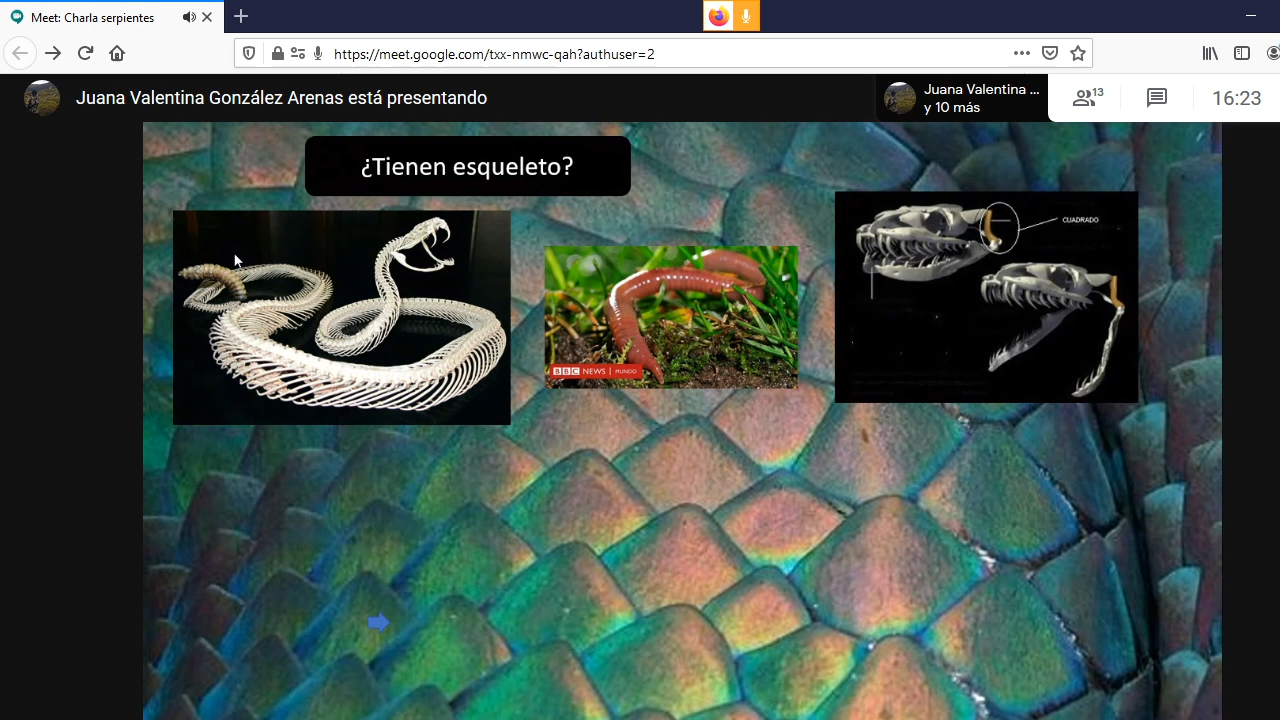 Meet: Charla serpientes
https://meet.google.com/txx-nmwc-qah?authuser=2
Juana Valentina González Arenas está presentando
Juana Valentina ...
y 10 más
13
16:23
¿Tienen esqueleto?
CUADRADO
BBC NEWS | MUNDO